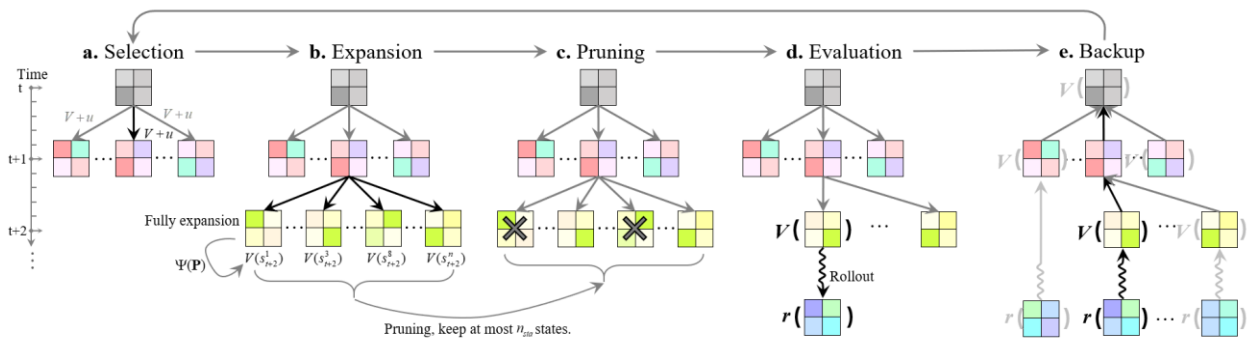 a. Selection
b. Expansion
c. Pruning
d. Evaluation
e. Backup
Time
t
V+u
V+u
V+u
V( )
t+1
...
...
...
...
...
...
...
...
V( )
...
...
V( )
Fully expansion
t+2
V( )
...
V( )
...
V( )
Ψ(P)
V(s¹ₜ₊₂)
V(s³ₜ₊₂)
V(s⁸ₜ₊₂)
V(sⁿₜ₊₂)
Rollout
Pruning, keep at most n_sta states.
r( )
r( )
r( )
...
r( )